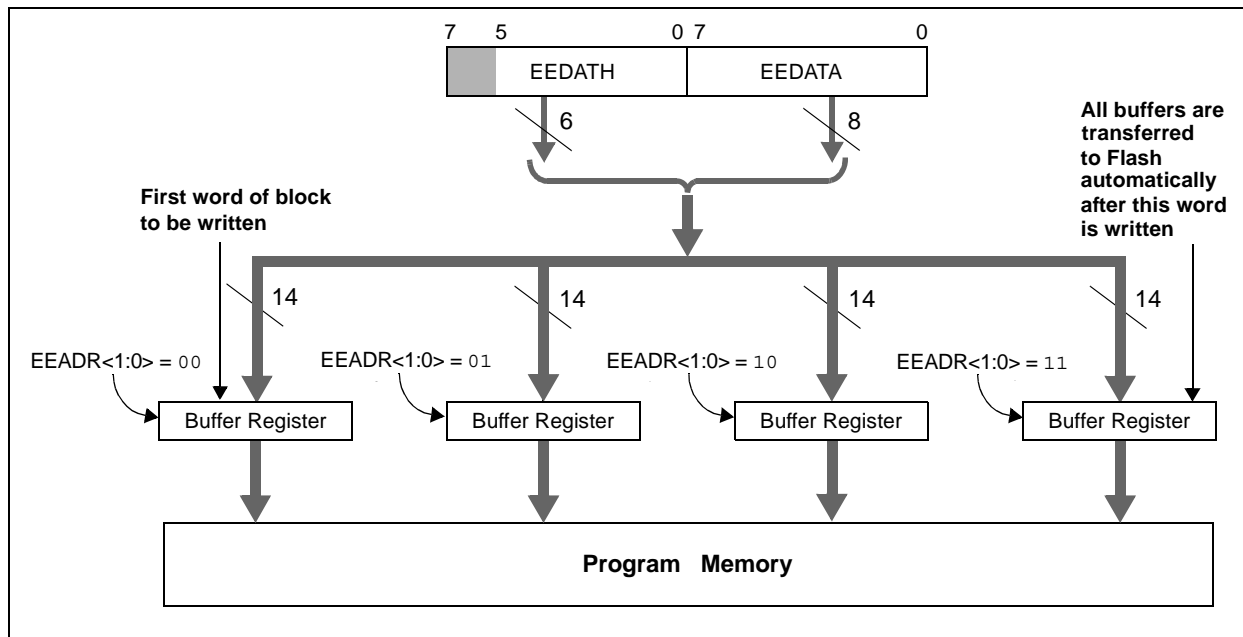 7 5 0 7 0
EEDATH EEDATA
6 8
First word of block
to be written
All buffers are
transferred
to Flash
automatically
after this word
is written
14 14 14 14
EEADR<1:0> = 00 EEADR<1:0> = 01 EEADR<1:0> = 10 EEADR<1:0> = 11
Buffer Register Buffer Register Buffer Register Buffer Register
Program Memory